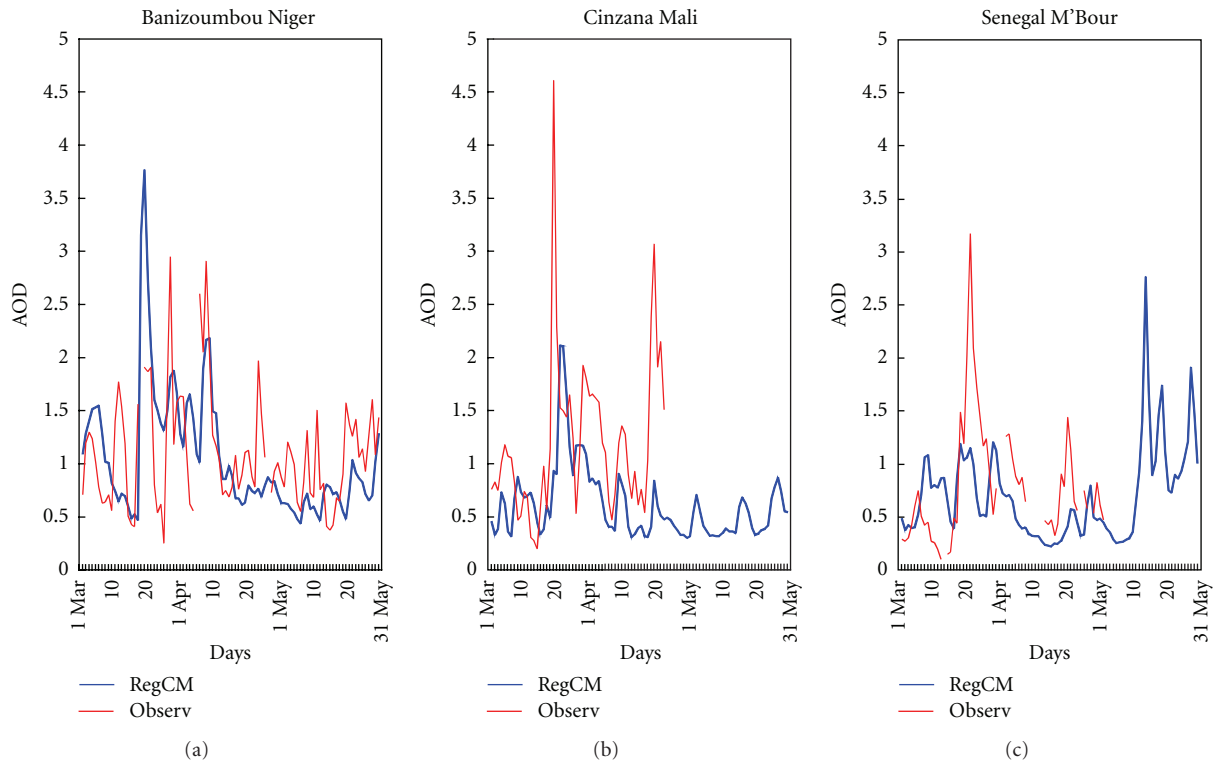 Banizoumbou Niger
5
4.5
4
3.5
3
2.5
2
1.5
1
0.5
0
AOD
1 Mar
10
20
1 Apr
10
20
1 May
10
20
31 May
Days
RegCM
Observ
(a)
Cinzana Mali
5
4.5
4
3.5
3
2.5
2
1.5
1
0.5
0
AOD
1 Mar
10
20
1 Apr
10
20
1 May
10
20
31 May
Days
RegCM
Observ
(b)
Senegal M'Bour
5
4.5
4
3.5
3
2.5
2
1.5
1
0.5
0
AOD
1 Mar
10
20
1 Apr
10
20
1 May
10
20
31 May
Days
RegCM
Observ
(c)